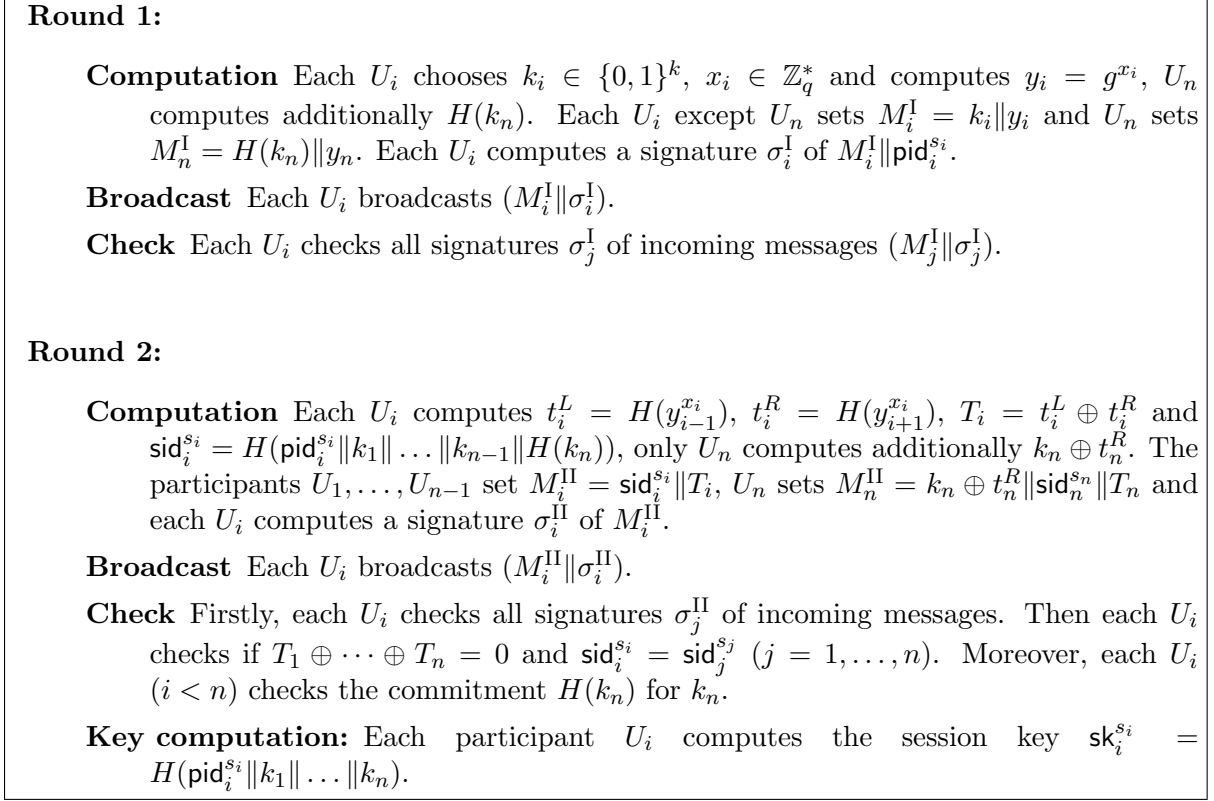 Round 1:
Computation Each U_i chooses k_i ∈ {0, 1}^k, x_i ∈ ℤ_q^* and computes y_i = g^{x_i}, U_n
computes additionally H(k_n). Each U_i except U_n sets M_i^I = k_i‖y_i and U_n sets
M_n^I = H(k_n)‖y_n. Each U_i computes a signature σ_i^I of M_i^I‖pid_i^{s_i}.
Broadcast Each U_i broadcasts (M_i^I‖σ_i^I).
Check Each U_i checks all signatures σ_j^I of incoming messages (M_j^I‖σ_j^I).
Round 2:
Computation Each U_i computes t_i^L = H(y_{i−1}^{x_i}), t_i^R = H(y_{i+1}^{x_i}), T_i = t_i^L ⊕ t_i^R and
sid_i^{s_i} = H(pid_i^{s_i}‖k_1‖ . . . ‖k_{n−1}‖H(k_n)), only U_n computes additionally k_n ⊕ t_n^R. The
participants U_1, . . . , U_{n−1} set M_i^{II} = sid_i^{s_i}‖T_i, U_n sets M_n^{II} = k_n ⊕ t_n^R‖sid_n^{s_n}‖T_n and
each U_i computes a signature σ_i^{II} of M_i^{II}.
Broadcast Each U_i broadcasts (M_i^{II}‖σ_i^{II}).
Check Firstly, each U_i checks all signatures σ_j^{II} of incoming messages. Then each U_i
checks if T_1 ⊕ · · · ⊕ T_n = 0 and sid_i^{s_i} = sid_j^{s_j} (j = 1, . . . , n). Moreover, each U_i
(i < n) checks the commitment H(k_n) for k_n.
Key computation: Each participant U_i computes the session key sk_i^{s_i} =
H(pid_i^{s_i}‖k_1‖ . . . ‖k_n).